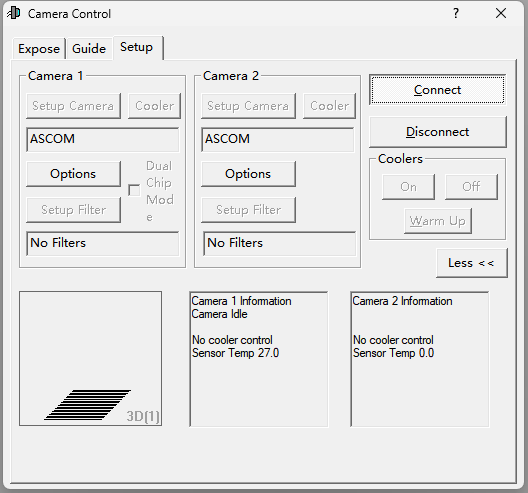 Camera Control
?
Expose Guide Setup
Camera 1
Setup Camera Cooler
ASCOM
Options
Dual
Chip
Mod
e
Setup Filter
No Filters
Camera 2
Setup Camera Cooler
ASCOM
Options
Setup Filter
No Filters
Connect
Disconnect
Coolers
On Off
Warm Up
Less <<
3D(1)
Camera 1 Information
Camera Idle
No cooler control
Sensor Temp 27.0
Camera 2 Information
No cooler control
Sensor Temp 0.0